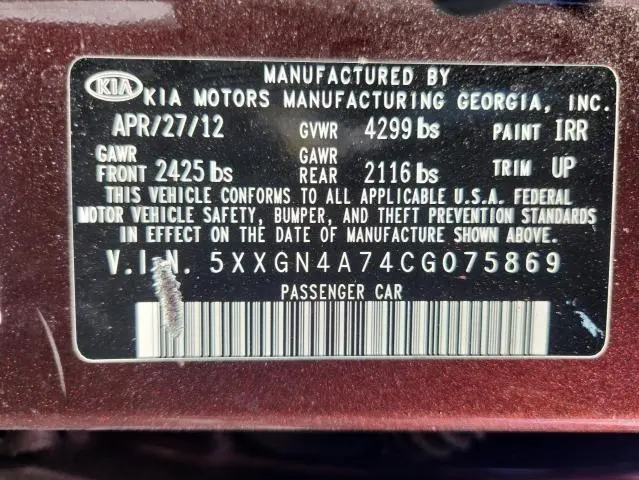 MANUFACTURED BY
KIA KIA MOTORS MANUFACTURING GEORGIA, INC.
APR/27/12 GVWR 4299 lbs PAINT IRR
GAWR FRONT 2425 lbs GAWR REAR 2116 lbs TRIM UP
THIS VEHICLE CONFORMS TO ALL APPLICABLE U.S.A. FEDERAL
MOTOR VEHICLE SAFETY, BUMPER, AND THEFT PREVENTION STANDARDS
IN EFFECT ON THE DATE OF MANUFACTURE SHOWN ABOVE.
V.I.N. 5XXGN4A74CG075869
PASSENGER CAR